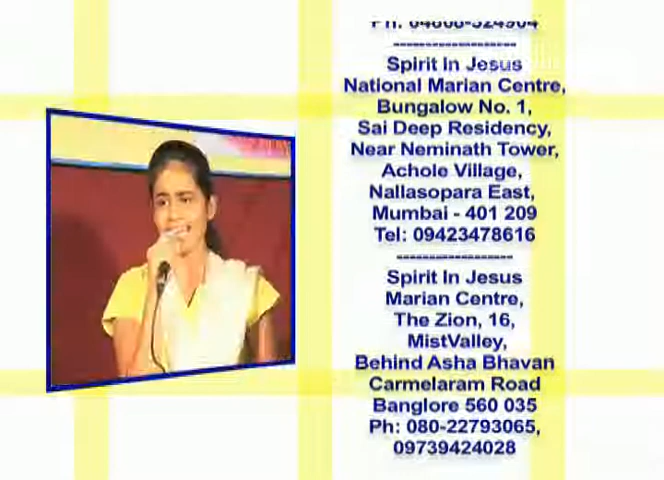 Spirit In Jesus
National Marian Centre,
Bungalow No. 1,
Sai Deep Residency,
Near Neminath Tower,
Achole Village,
Nallasopara East,
Mumbai - 401 209
Tel: 09423478616
------------------
Spirit In Jesus
Marian Centre,
The Zion, 16,
MistValley,
Behind Asha Bhavan
Carmelaram Road
Banglore 560 035
Ph: 080-22793065,
09739424028